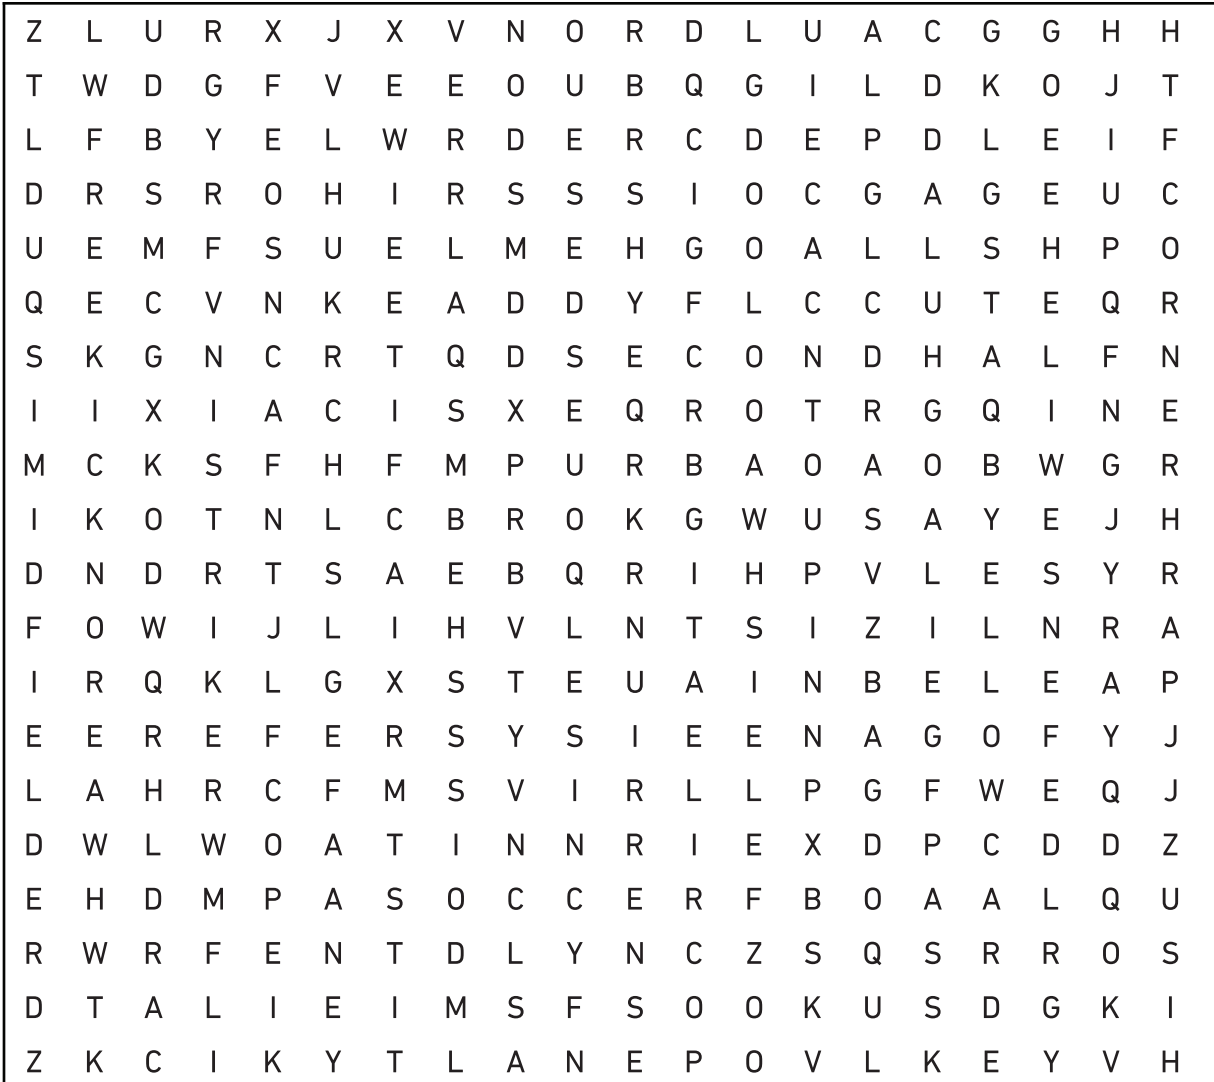 Z L U R X J X V N O R D L U A C G G H H
T W D G F V E E O U B Q G I L D K O J T
L F B Y E L W R D E R C D E P D L E I F
D R S R O H I R S S S I O C G A G E U C
U E M F S U E L M E H G O A L L S H P O
Q E C V N K E A D D Y F L C C U T E Q R
S K G N C R T Q D S E C O N D H A L F N
I I X I A C I S X E Q R O T R G Q I N E
M C K S F H F M P U R B A O A O B W G R
I K O T N L C B R O K G W U S A Y E J H
D N D R T S A E B Q R I H P V L E S Y R
F O W I J L I H V L N T S I Z I L N R A
I R Q K L G X S T E U A I N B E L E A P
E E R E F E R S Y S I E E N A G O F Y J
L A H R C F M S V I R L L P G F W E Q J
D W L W O A T I N N R I E X D P C D D Z
E H D M P A S O C C E R F B O A A L Q U
R W R F E N T D L Y N C Z S Q S R R O S
D T A L I E I M S F S O O K U S D G K I
Z K C I K Y T L A N E P O V L K E Y V H